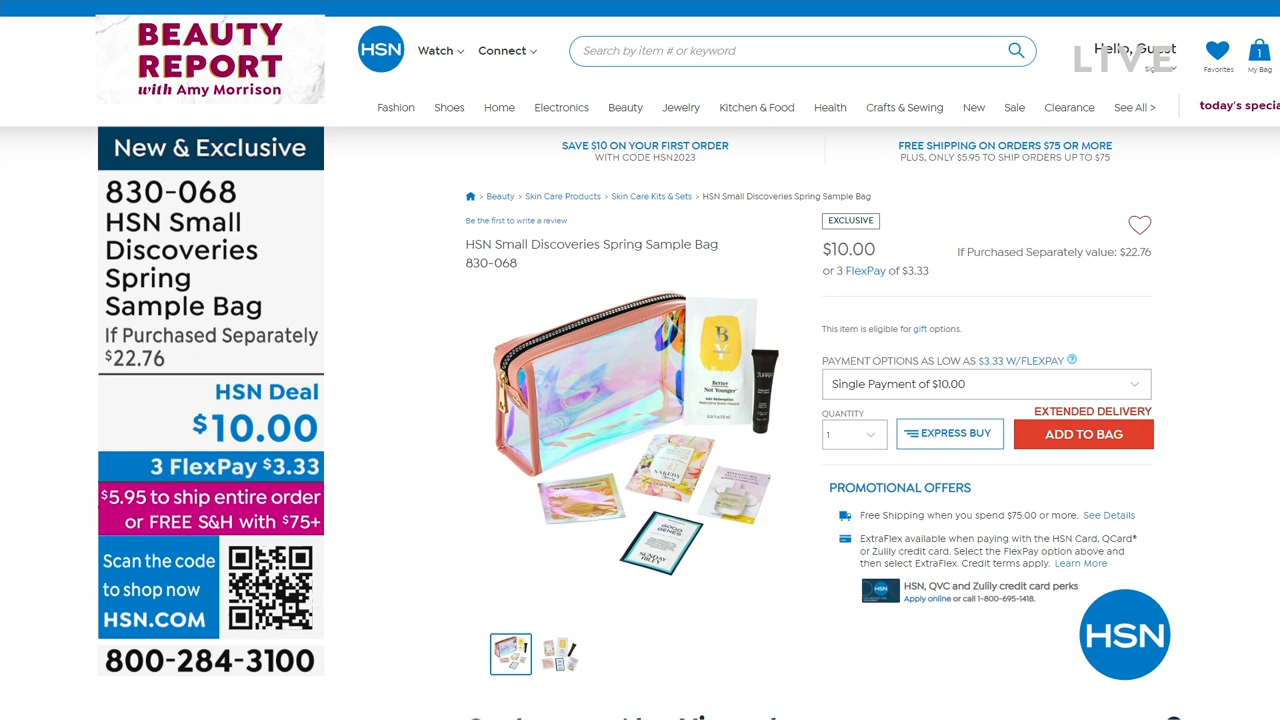 BEAUTY
REPORT
with Amy Morrison
New & Exclusive
830-068
HSN Small
Discoveries
Spring
Sample Bag
If Purchased Separately
$22.76
HSN Deal
$10.00
3 FlexPay $3.33
$5.95 to ship entire order
or FREE S&H with $75+
Scan the code
to shop now
HSN.COM
800-284-3100
HSN
Watch
Connect
Search by item # or keyword
Hello, Guest
LIVE
Favorites
1
My Bag
Fashion Shoes Home Electronics Beauty Jewelry Kitchen & Food Health Crafts & Sewing New Sale Clearance See All >
today's specia
SAVE $10 ON YOUR FIRST ORDER
WITH CODE HSN2023
FREE SHIPPING ON ORDERS $75 OR MORE
PLUS, ONLY $5.95 TO SHIP ORDERS UP TO $75
> Beauty > Skin Care Products > Skin Care Kits & Sets > HSN Small Discoveries Spring Sample Bag
Be the first to write a review
HSN Small Discoveries Spring Sample Bag
830-068
BY
Better
Not Younger
GOOD
GENES
SUNDAY
RILEY
EXCLUSIVE
$10.00
If Purchased Separately value: $22.76
or 3 FlexPay of $3.33
This item is eligible for gift options.
PAYMENT OPTIONS AS LOW AS $3.33 W/FLEXPAY ?
Single Payment of $10.00
QUANTITY
EXTENDED DELIVERY
1
EXPRESS BUY
ADD TO BAG
PROMOTIONAL OFFERS
Free Shipping when you spend $75.00 or more. See Details
ExtraFlex available when paying with the HSN Card, QCard®
or Zulily credit card. Select the FlexPay option above and
then select ExtraFlex. Credit terms apply. Learn More
HSN
HSN, QVC and Zulily credit card perks
Apply online or call 1-800-695-1418.
HSN